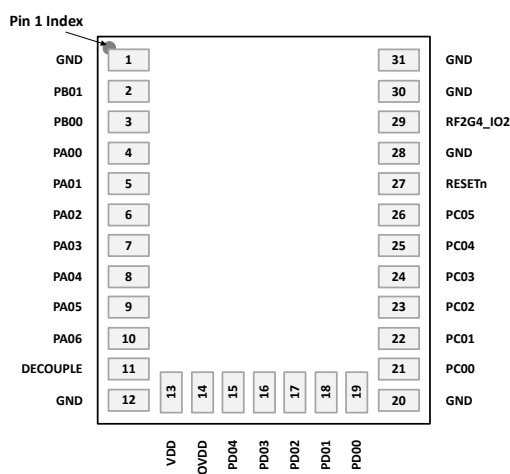 Pin 1 Index
GND 1 31 GND
PB01 2 30 GND
PB00 3 29 RF2G4_IO2
PA00 4 28 GND
PA01 5 27 RESETn
PA02 6 26 PC05
PA03 7 25 PC04
PA04 8 24 PC03
PA05 9 23 PC02
PA06 10 22 PC01
DECOUPLE 11 21 PC00
GND 12 13 14 15 16 17 18 19 20 GND
VDD OVDD PD04 PD03 PD02 PD01 PD00